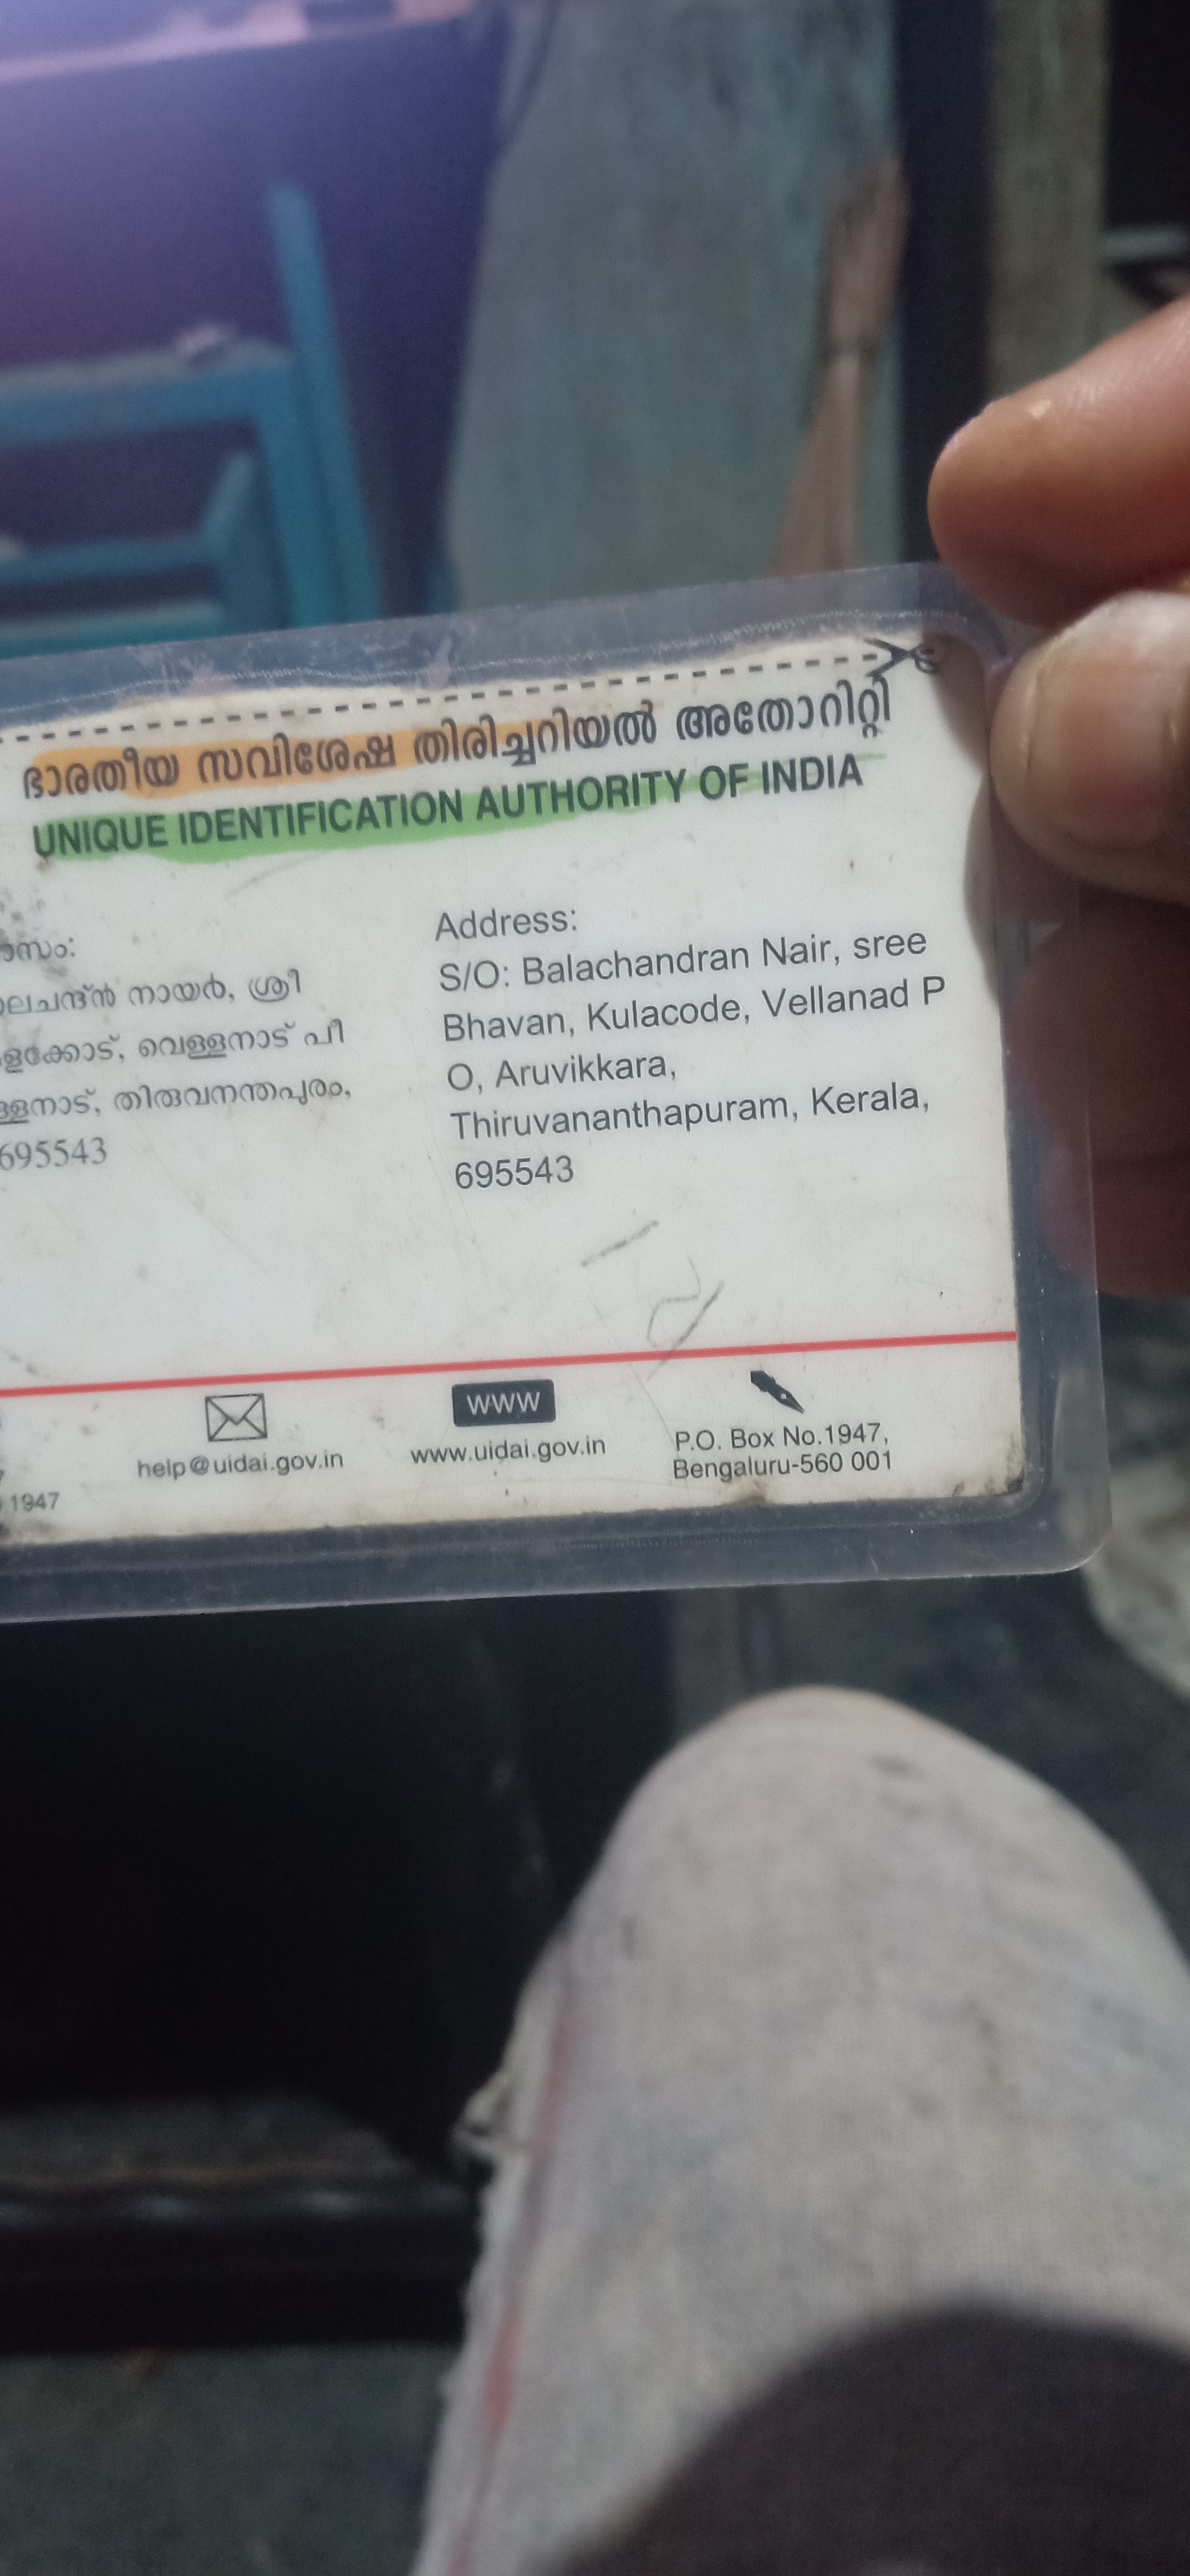 ഭാരതീയ സവിശേഷ തിരിച്ചറിയൽ അതോറിറ്റി
UNIQUE IDENTIFICATION AUTHORITY OF INDIA
നായർ, ശ്രീ
വെള്ളനാട് പി
തിരുവനന്തപുരം,
695543
Address:
S/O: Balachandran Nair, sree
Bhavan, Kulacode, Vellanad P
O, Aruvikkara,
Thiruvananthapuram, Kerala,
695543
1947
help@uidai.gov.in
www
www.uidai.gov.in
P.O. Box No.1947,
Bengaluru-560 001